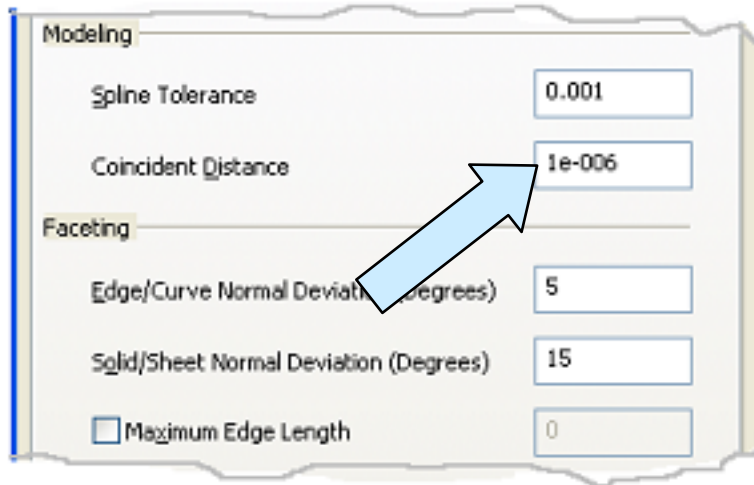 Modeling
Spline Tolerance 0.001
Coincident Distance 1e-006
Faceting
Edge/Curve Normal (Degrees) 5
Solid/Sheet Normal Deviation (Degrees) 15
Maximum Edge Length 0